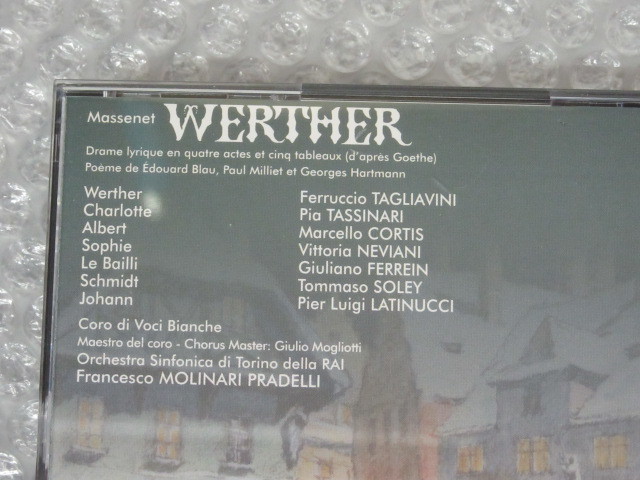 Massenet WERTHER
Drame lyrique en quatre actes et cinq tableaux (d'après Goethe)
Poème de Édouard Blau, Paul Milliet et Georges Hartmann
Werther Ferruccio TAGLIAVINI
Charlotte Pia TASSINARI
Albert Marcello CORTIS
Sophie Vittoria NEVIANI
Le Bailli Giuliano FERREIN
Schmidt Tommaso SOLEY
Johann Pier Luigi LATINUCCI
Coro di Voci Bianche
Maestro del coro - Chorus Master: Giulio Mogliotti
Orchestra Sinfonica di Torino della RAI
Francesco MOLINARI PRADELLI